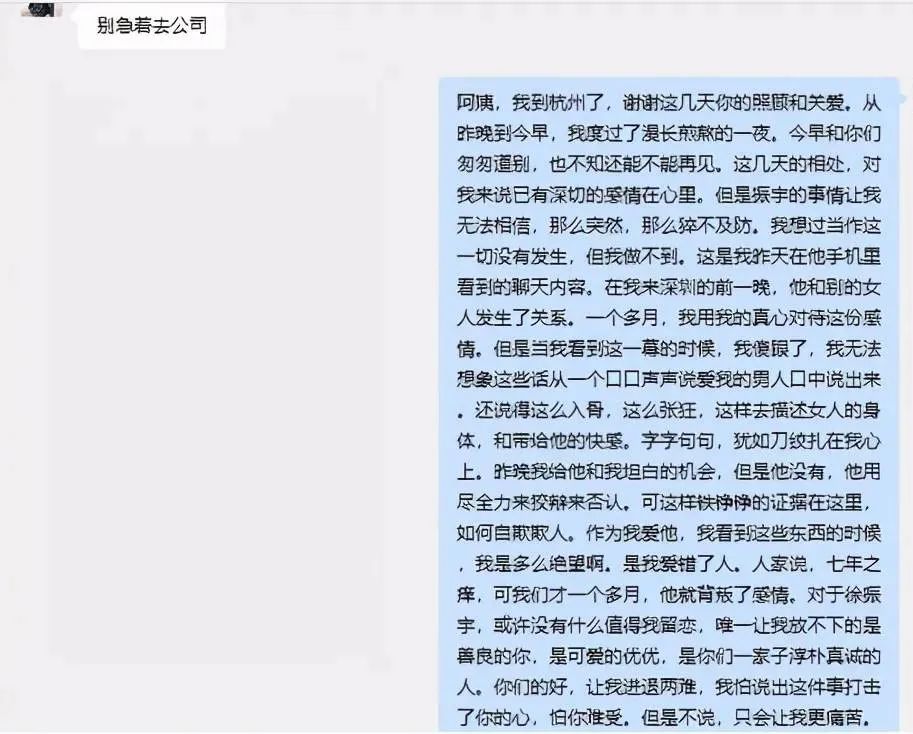 别急着去公司
阿姨，我到杭州了，谢谢这几天你的照顾和关爱。从
昨晚到今早，我度过了漫长煎熬的一夜。今早和你们
匆匆道别，也不知还能不能再见。这几天的相处，对
我来说已有深切的感情在心里。但是振宇的事情让我
无法相信，那么突然，那么猝不及防。我想过当作这
一切没有发生，但我做不到。这是我昨天在他手机里
看到的聊天内容。在我来深圳的前一晚，他和别的女
人发生了关系。一个多月，我用我的真心对待这份感
情。但是当我看到这一幕的时候，我傻眼了，我无法
想象这些话从一个口口声声说爱我的男人口中说出来
。还说得这么入骨，这么张狂，这样去描述女人的身
体，和带给他的快感。字字句句，犹如刀绞扎在我心
上。昨晚我给他和我坦白的机会，但是他没有，他用
尽全力来狡辩来否认。可这样铁铮铮的证据在这里，
如何自欺欺人。作为我爱他，我看到这些东西的时候
，我是多么绝望啊。是我爱错了人。人家说，七年之
痒，可我们才一个多月，他就背叛了感情。对于徐振
宇，或许没有什么值得我留恋，唯一让我放不下的是
善良的你，是可爱的优优，是你们一家子淳朴真诚的
人。你们的好，让我进退两难，我怕说出这件事打击
了你的心，怕你难受。但是不说，只会让我更痛苦。